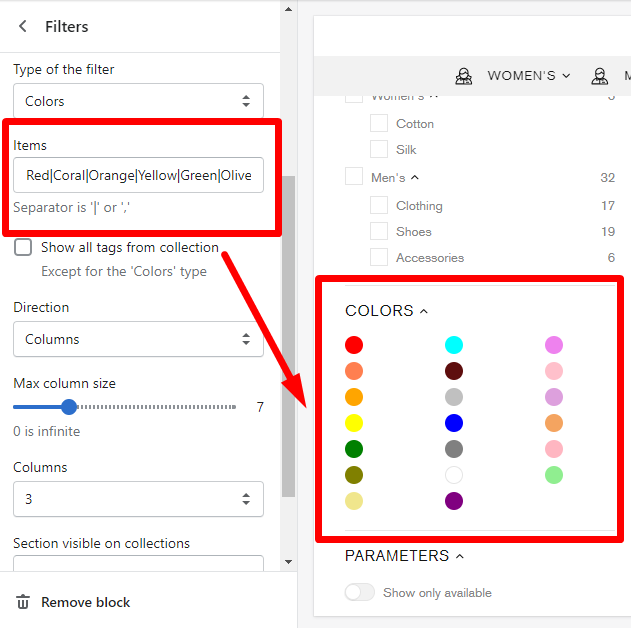 Filters
Type of the filter
Colors
Items
Red|Coral|Orange|Yellow|Green|Olive
Separator is '|' or ','
Show all tags from collection
Except for the 'Colors' type
Direction
Columns
Max column size
7
0 is infinite
Columns
3
Section visible on collections
Remove block
WOMEN'S
M
Women's
Cotton
Silk
Men's 32
Clothing 17
Shoes 19
Accessories 6
COLORS
PARAMETERS
Show only available